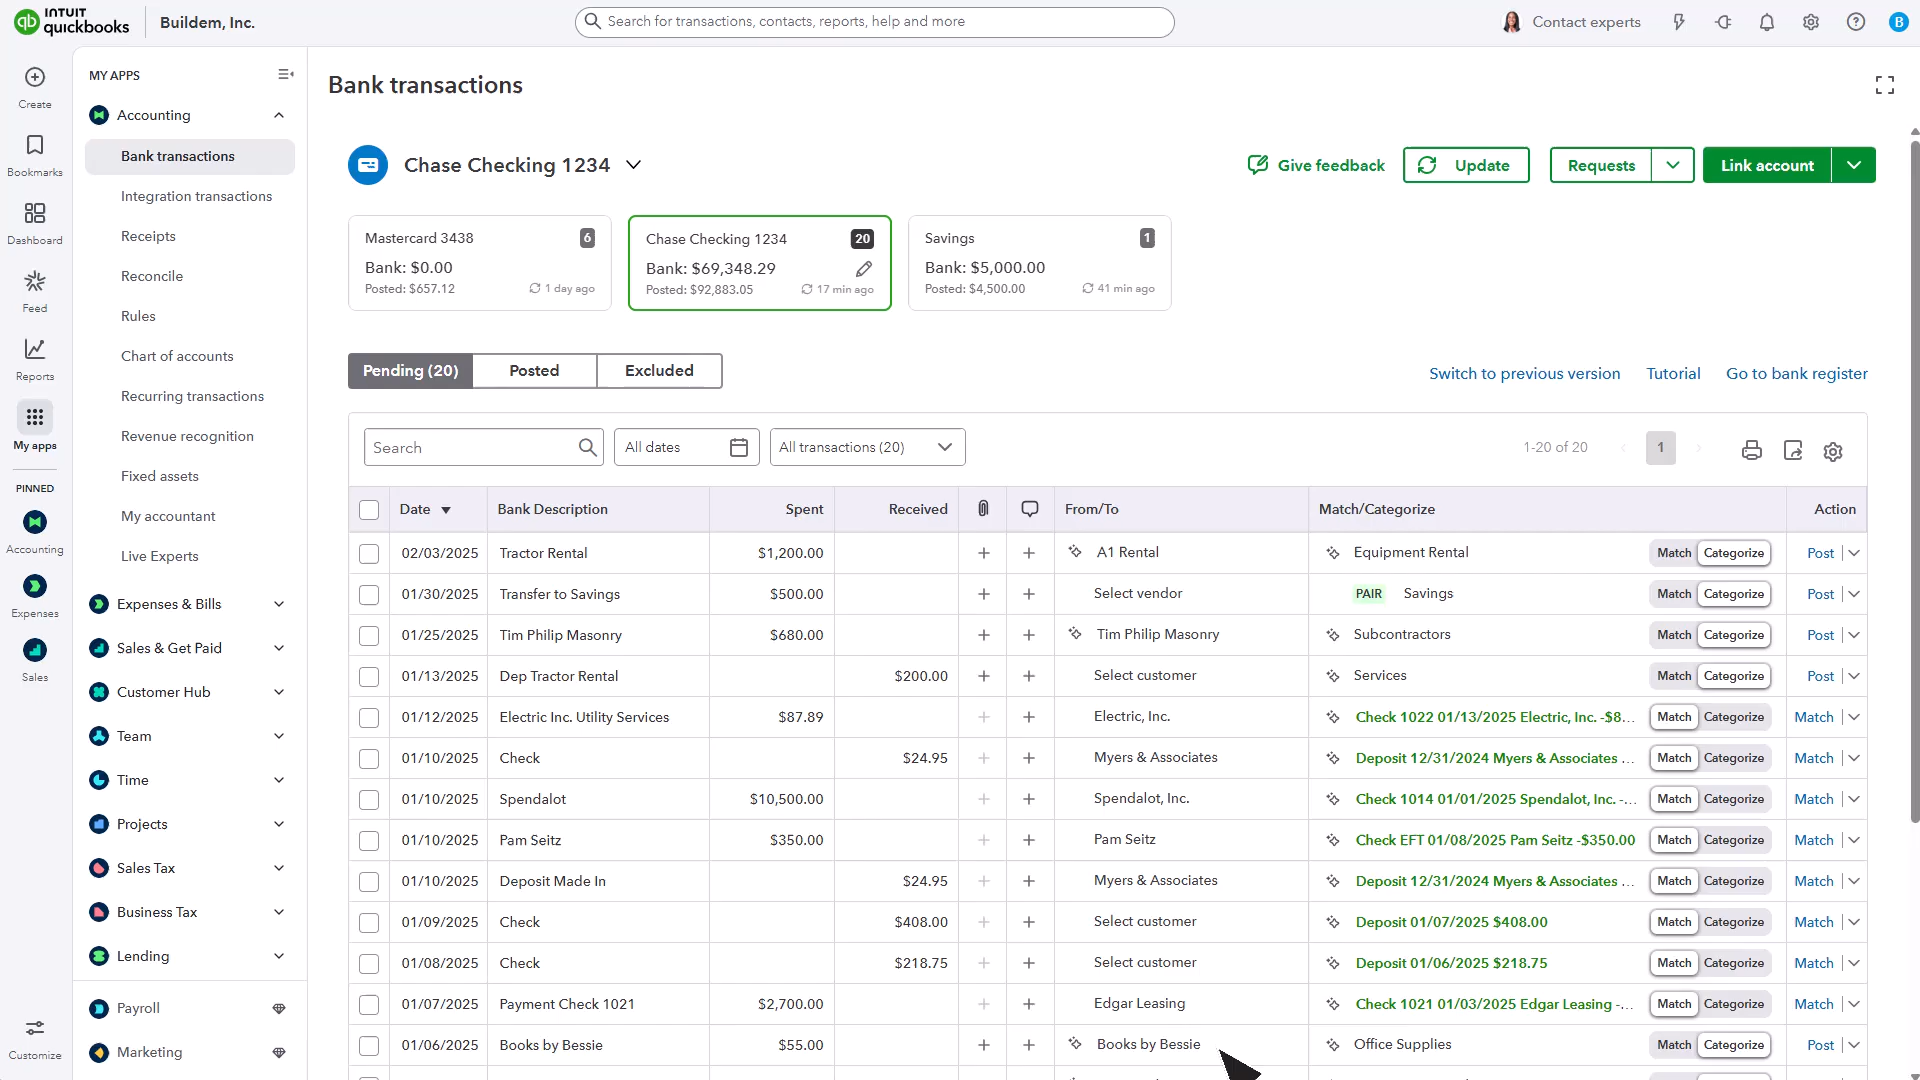 INTUIT
quickbooks
Buildem, Inc.
Search for transactions, contacts, reports, help and more
Contact experts
B
Create
Bookmarks
Dashboard
Feed
Reports
My apps
PINNED
Accounting
Expenses
Sales
Customize
MY APPS
Accounting
Bank transactions
Integration transactions
Receipts
Reconcile
Rules
Chart of accounts
Recurring transactions
Revenue recognition
Fixed assets
My accountant
Live Experts
Expenses & Bills
Sales & Get Paid
Customer Hub
Team
Time
Projects
Sales Tax
Business Tax
Lending
Payroll
Marketing
Bank transactions
Chase Checking 1234
Give feedback
Update
Requests
Link account
Mastercard 3438 6
Bank: $0.00
Posted: $657.12 1 day ago
Chase Checking 1234 20
Bank: $69,348.29
Posted: $92,883.05 17 min ago
Savings 1
Bank: $5,000.00
Posted: $4,500.00 41 min ago
Pending (20) Posted Excluded
Switch to previous version Tutorial Go to bank register
Search All dates All transactions (20) 1-20 of 20 1
Date Bank Description Spent Received From/To Match/Categorize Action
02/03/2025 Tractor Rental $1,200.00 + + A1 Rental Equipment Rental Match Categorize Post
01/30/2025 Transfer to Savings $500.00 + + Select vendor PAIR Savings Match Categorize Post
01/25/2025 Tim Philip Masonry $680.00 + + Tim Philip Masonry Subcontractors Match Categorize Post
01/13/2025 Dep Tractor Rental $200.00 + + Select customer Services Match Categorize Post
01/12/2025 Electric Inc. Utility Services $87.89 + + Electric, Inc. Check 1022 01/13/2025 Electric, Inc. -$8... Match Categorize Match
01/10/2025 Check $24.95 + + Myers & Associates Deposit 12/31/2024 Myers & Associates ... Match Categorize Match
01/10/2025 Spendalot $10,500.00 + + Spendalot, Inc. Check 1014 01/01/2025 Spendalot, Inc. -... Match Categorize Match
01/10/2025 Pam Seitz $350.00 + + Pam Seitz Check EFT 01/08/2025 Pam Seitz -$350.00 Match Categorize Match
01/10/2025 Deposit Made In $24.95 + + Myers & Associates Deposit 12/31/2024 Myers & Associates ... Match Categorize Match
01/09/2025 Check $408.00 + + Select customer Deposit 01/07/2025 $408.00 Match Categorize Match
01/08/2025 Check $218.75 + + Select customer Deposit 01/06/2025 $218.75 Match Categorize Match
01/07/2025 Payment Check 1021 $2,700.00 + + Edgar Leasing Check 1021 01/03/2025 Edgar Leasing -... Match Categorize Match
01/06/2025 Books by Bessie $55.00 + + Books by Bessie Office Supplies Match Categorize Post